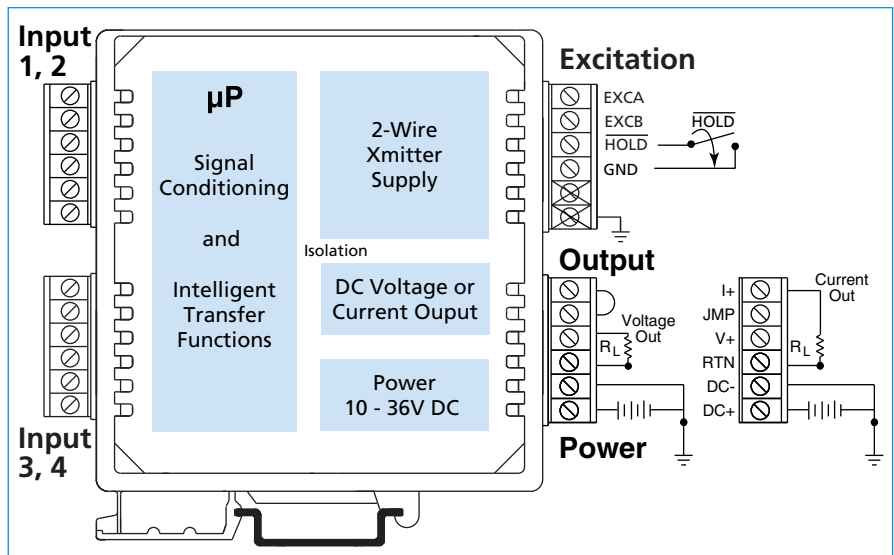 Input
1, 2
µP
Signal
Conditioning
and
Intelligent
Transfer
Functions
2-Wire
Xmitter
Supply
Isolation
DC Voltage or
Current Ouput
Power
10 - 36V DC
Input
3, 4
Excitation
EXCA
EXCB
HOLD
GND
HOLD
Output
Voltage
Out
RL
Power
I+
JMP
V+
RTN
DC-
DC+
Current
Out
RL